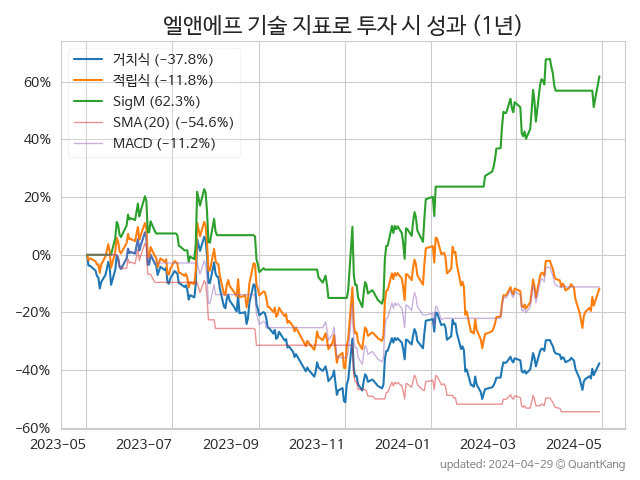 엘앤에프 기술 지표로 투자 시 성과 (1년)
거치식 (−37.8%)
적립식 (−11.8%)
SigM (62.3%)
SMA(20) (−54.6%)
MACD (−11.2%)
60%
40%
20%
0%
−20%
−40%
−60%
2023-05 2023-07 2023-09 2023-11 2024-01 2024-03 2024-05
updated: 2024-04-29 © QuantKang